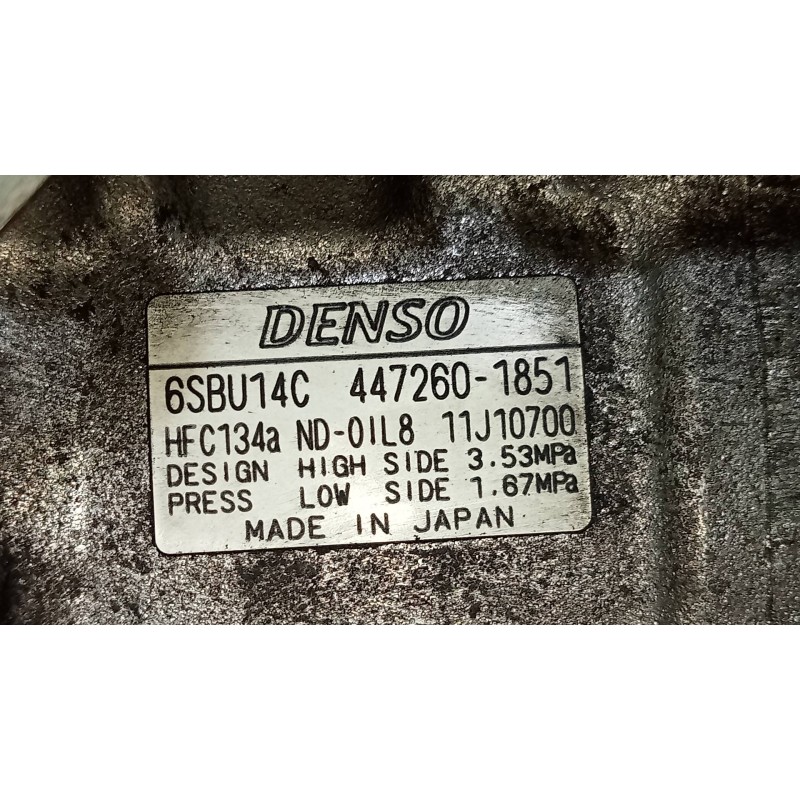 DENSO
6SBU14C 447260-1851
HFC134a ND-OIL8 11J10700
DESIGN HIGH SIDE 3.53MPa
PRESS LOW SIDE 1.67MPa
MADE IN JAPAN